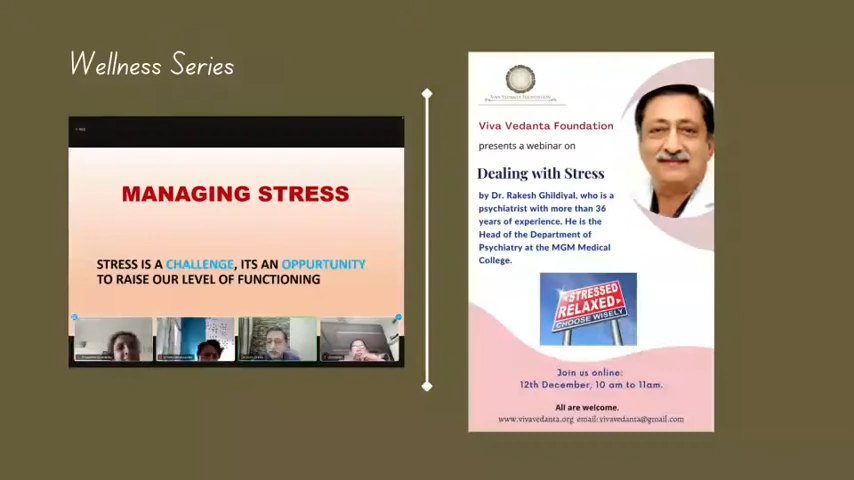 Wellness Series
MANAGING STRESS
STRESS IS A CHALLENGE, ITS AN OPPURTUNITY
TO RAISE OUR LEVEL OF FUNCTIONING
VIVA VEDANTA FOUNDATION
Viva Vedanta Foundation
presents a webinar on
Dealing with Stress
by Dr. Rakesh Ghildiyal, who is a
psychiatrist with more than 36
years of experience. He is the
Head of the Department of
Psychiatry at the MGM Medical
College.
STRESSED
RELAXED
CHOOSE WISELY
Join us online:
12th December, 10 am to 11am.
All are welcome.
www.vivavedanta.org email:vivavedanta@gmail.com